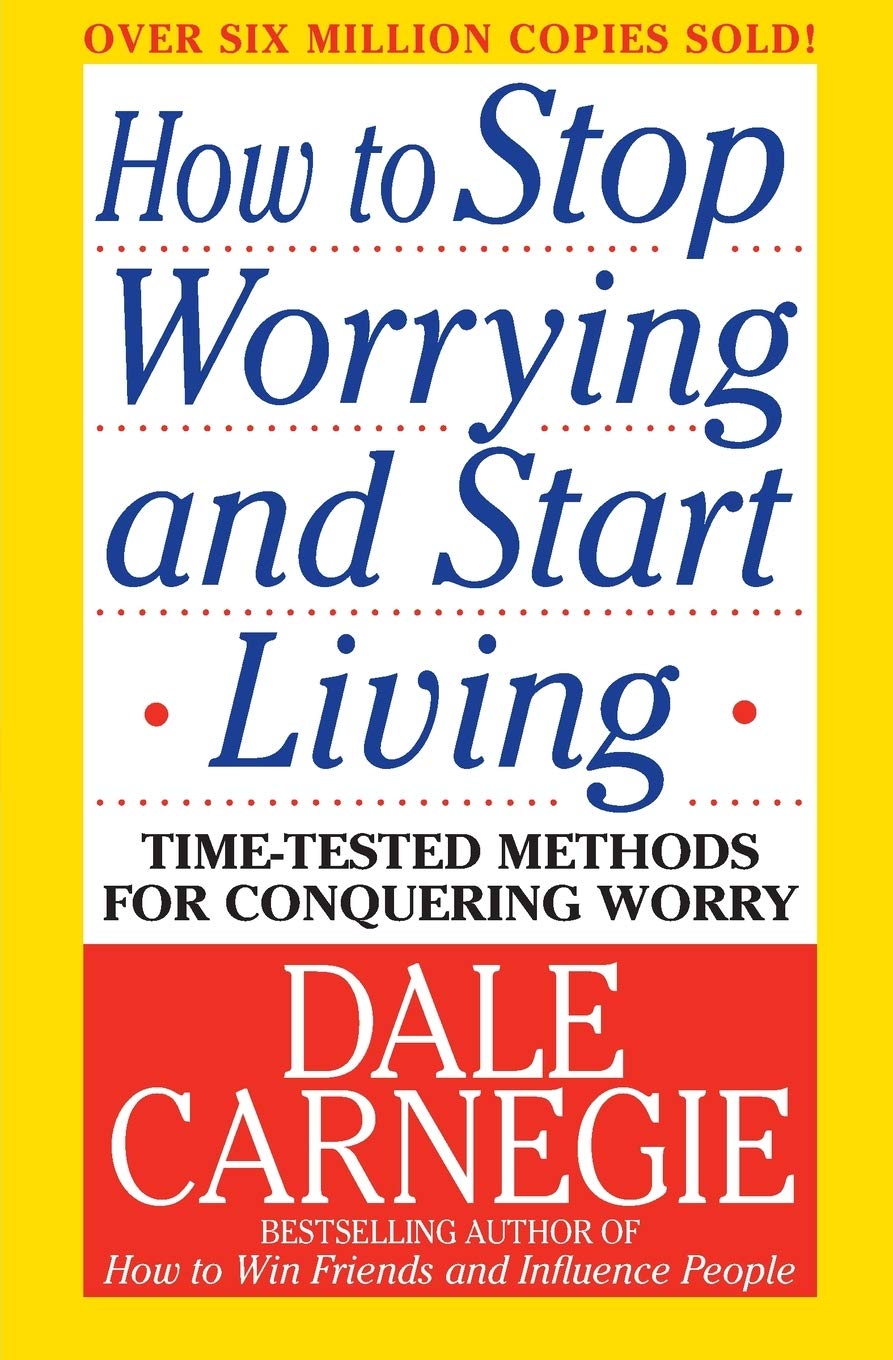 OVER SIX MILLION COPIES SOLD!
How to Stop
Worrying
and Start
Living
TIME-TESTED METHODS
FOR CONQUERING WORRY
DALE
CARNEGIE
BESTSELLING AUTHOR OF
How to Win Friends and Influence People